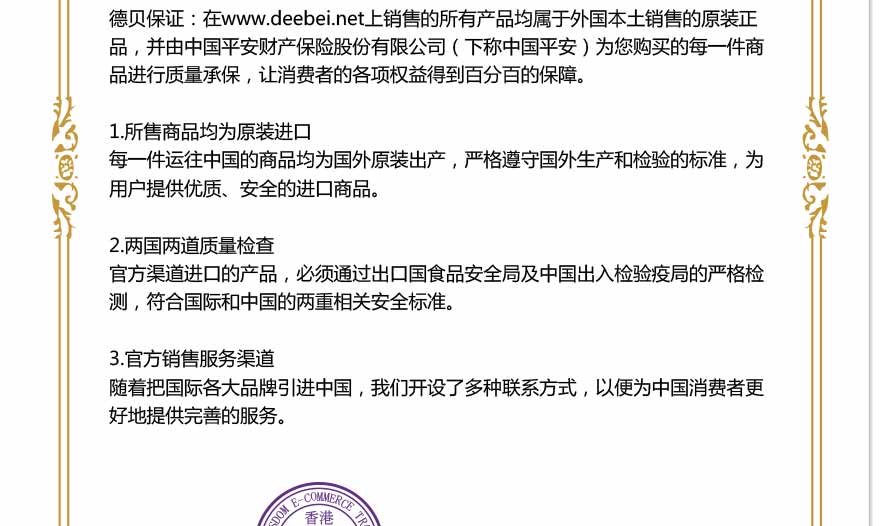 德贝保证：在www.deebei.net上销售的所有产品均属于外国本土销售的原装正
品，并由中国平安财产保险股份有限公司（下称中国平安）为您购买的每一件商
品进行质量承保，让消费者的各项权益得到百分百的保障。
1.所售商品均为原装进口
每一件运往中国的商品均为国外原装出产，严格遵守国外生产和检验的标准，为
用户提供优质、安全的进口商品。
2.两国两道质量检查
官方渠道进口的产品，必须通过出口国食品安全局及中国出入检验疫局的严格检
测，符合国际和中国的两重相关安全标准。
3.官方销售服务渠道
随着把国际各大品牌引进中国，我们开设了多种联系方式，以便为中国消费者更
好地提供完善的服务。
E-COMMERCE
香港